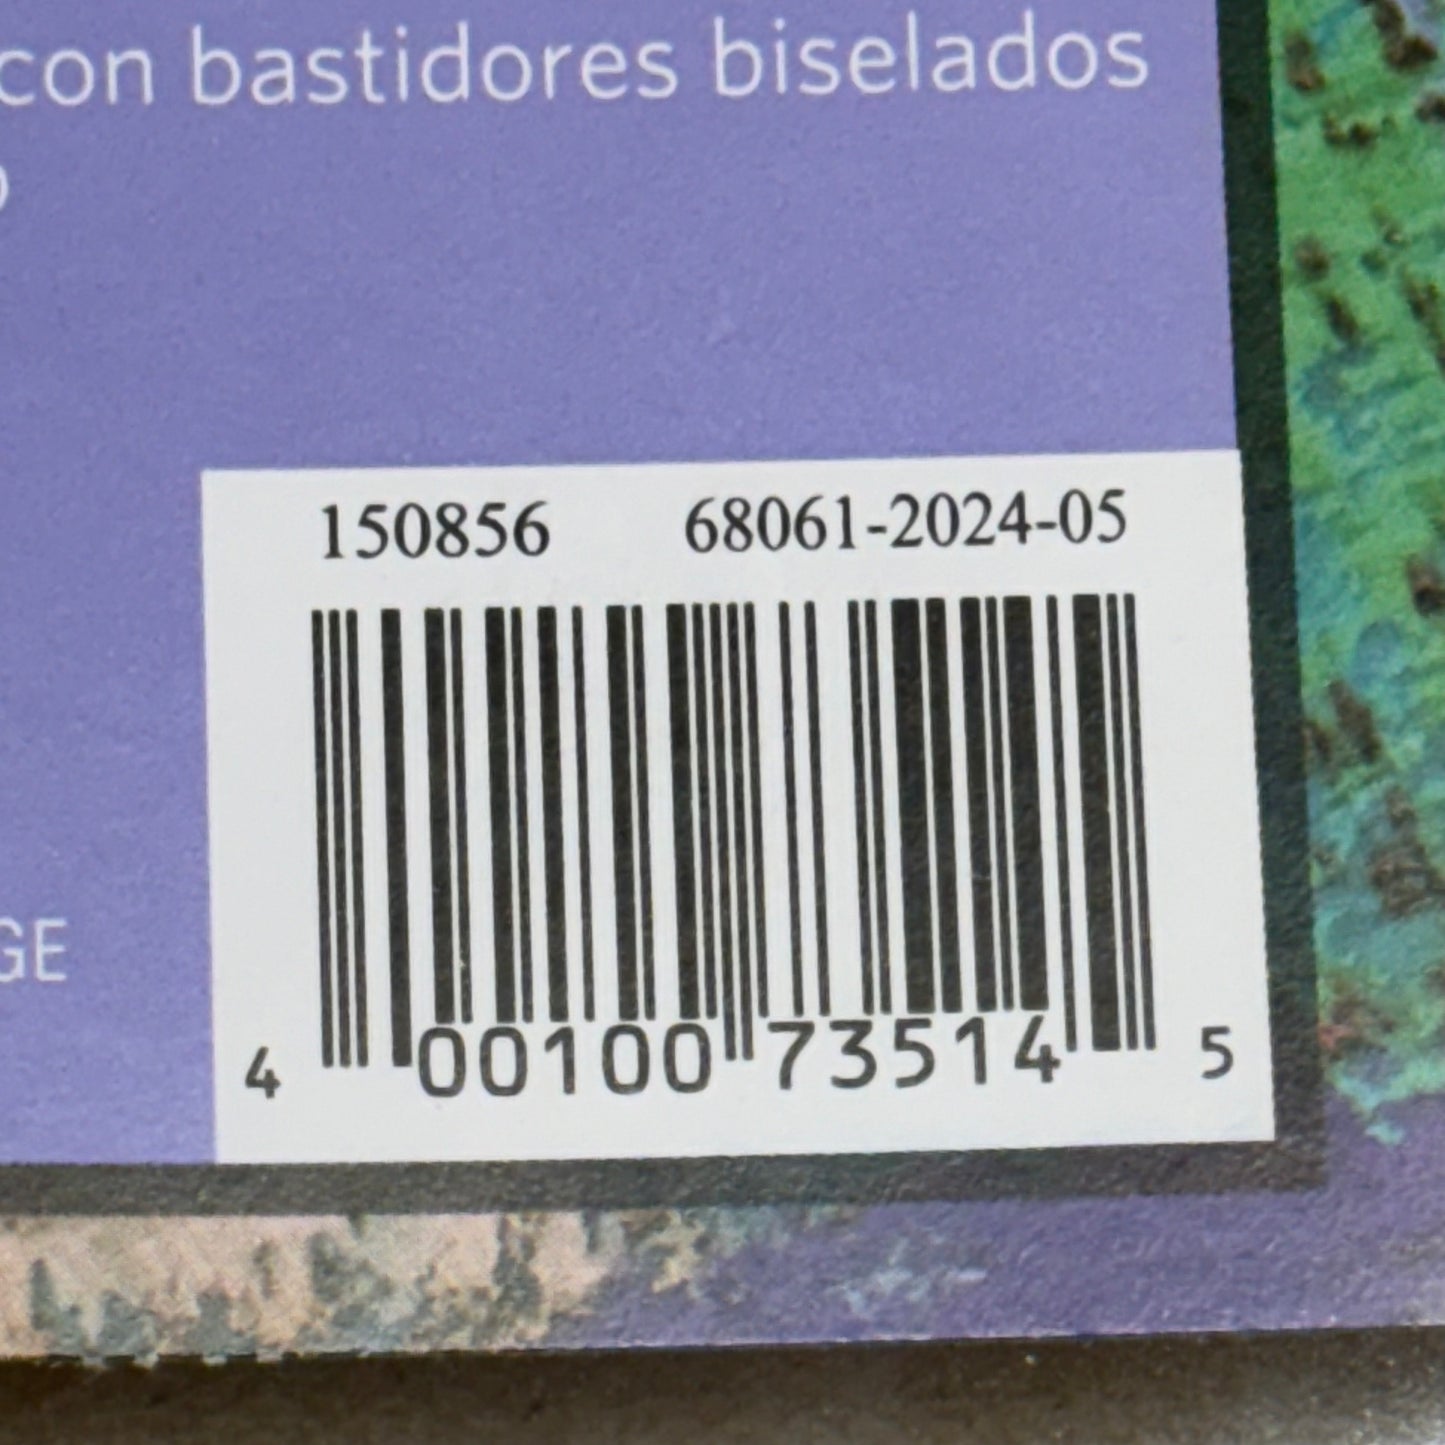 con bastidores biselados
o
GE
150856 68061-2024-05
4 00100 73514 5